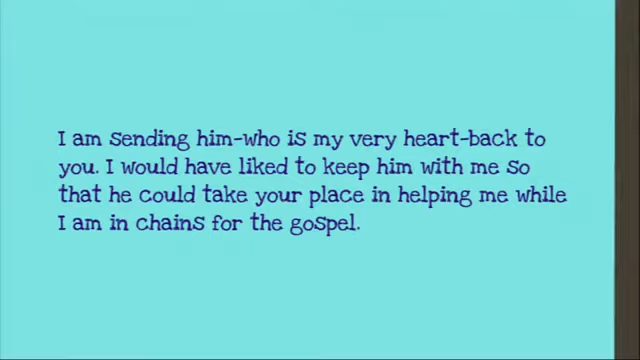 I am sending him-who is my very heart-back to
you. I would have liked to keep him with me so
that he could take your place in helping me while
I am in chains for the gospel.